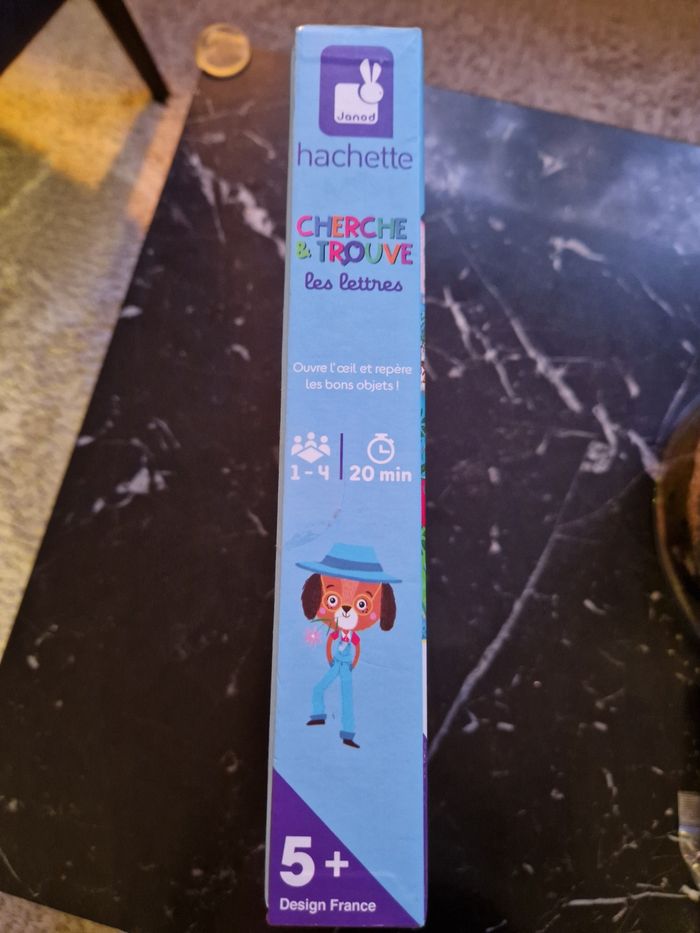 Janod
hachette
CHERCHE
& TROUVE
les lettres
Ouvre l'œil et repère
les bons objets !
1-4
20 min
5+
Design France